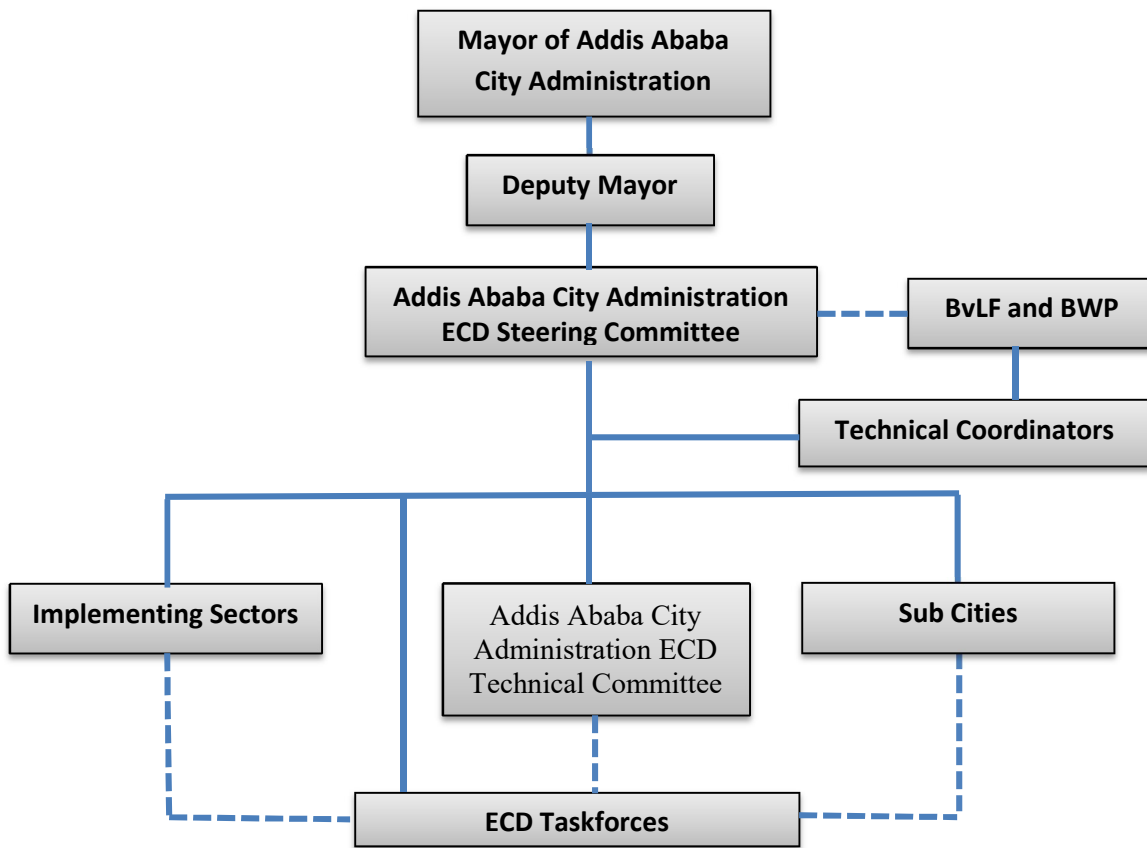 Mayor of Addis Ababa
City Administration
Deputy Mayor
Addis Ababa City Administration
ECD Steering Committee
BvLF and BWP
Technical Coordinators
Implementing Sectors
Addis Ababa City
Administration ECD
Technical Committee
Sub Cities
ECD Taskforces